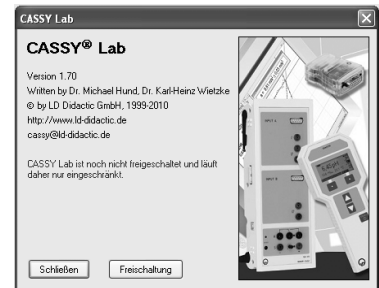 CASSY Lab
CASSY® Lab
Version 1.70
Written by Dr. Michael Hund, Dr. Karl-Heinz Wietzke
© by LD Didactic GmbH, 1999-2010
http://www.ld-didactic.de
cassy@ld-didactic.de
CASSY Lab ist noch nicht freigeschaltet und läuft
daher nur eingeschränkt.
Schließen
Freischaltung
INPUT A
INPUT B